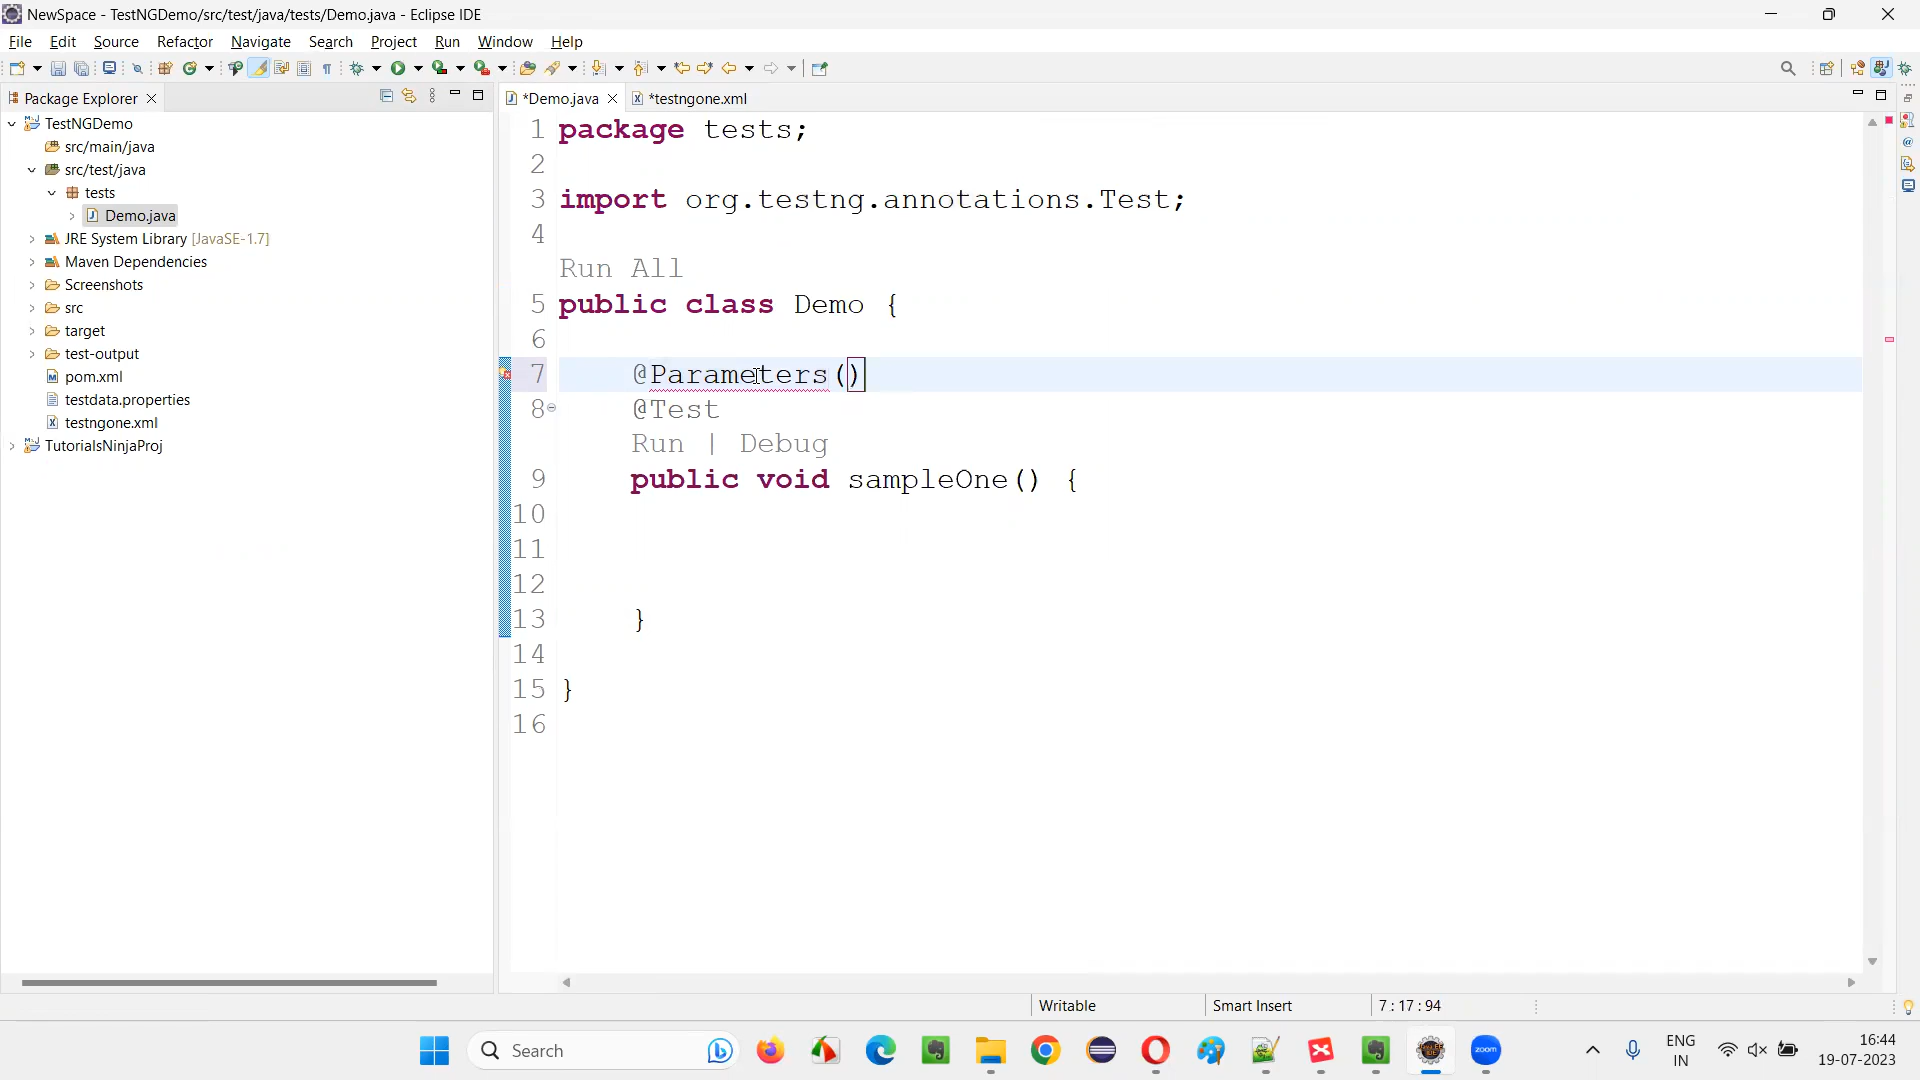 NewSpace - TestNGDemo/src/test/java/tests/Demo.java - Eclipse IDE
File Edit Source Refactor Navigate Search Project Run Window Help
Package Explorer
*Demo.java
*testngone.xml
TestNGDemo
src/main/java
src/test/java
tests
Demo.java
JRE System Library [JavaSE-1.7]
Maven Dependencies
Screenshots
src
target
test-output
pom.xml
testdata.properties
testngone.xml
TutorialsNinjaProj
1 package tests;
2
3 import org.testng.annotations.Test;
4
Run All
5 public class Demo {
6
7 @Parameters()
8 @Test
Run | Debug
9 public void sampleOne() {
10
11
12
13 }
14
15 }
16
Writable
Smart Insert
7 : 17 : 94
Search
zoom
ENG
IN
16:44
19-07-2023